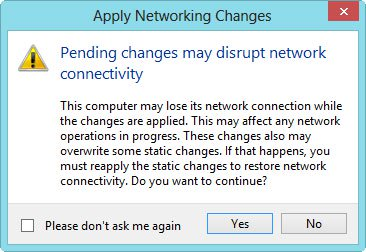 Apply Networking Changes
Pending changes may disrupt network
connectivity
This computer may lose its network connection while
the changes are applied. This may affect any network
operations in progress. These changes also may
overwrite some static changes. If that happens, you
must reapply the static changes to restore network
connectivity. Do you want to continue?
Please don't ask me again
Yes
No